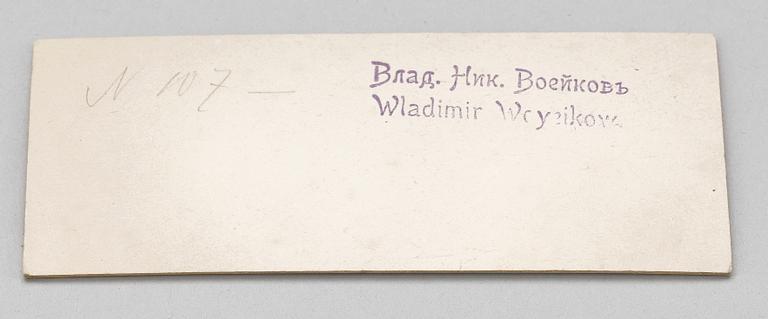 N 107 —
Влад. Ник. Воейковъ
Wladimir